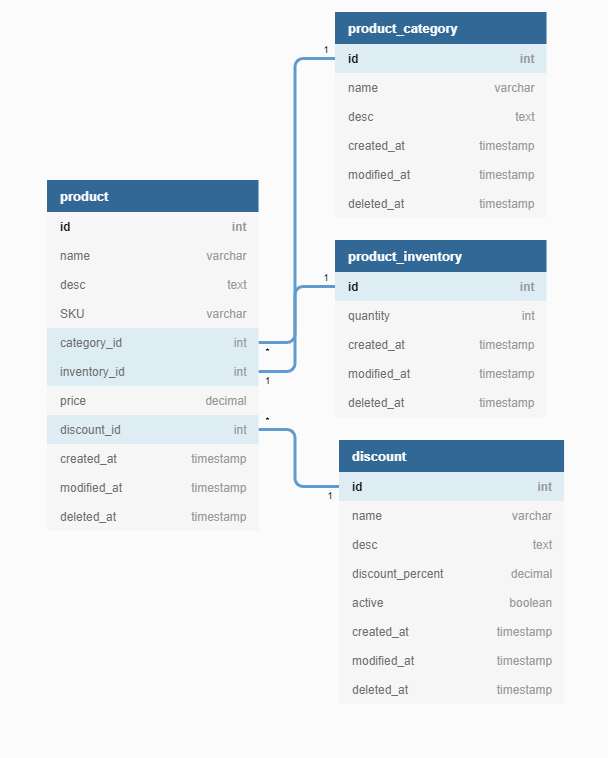 product_category
id int
name varchar
desc text
created_at timestamp
modified_at timestamp
deleted_at timestamp
product
id int
name varchar
desc text
SKU varchar
category_id int
inventory_id int
price decimal
discount_id int
created_at timestamp
modified_at timestamp
deleted_at timestamp
product_inventory
id int
quantity int
created_at timestamp
modified_at timestamp
deleted_at timestamp
discount
id int
name varchar
desc text
discount_percent decimal
active boolean
created_at timestamp
modified_at timestamp
deleted_at timestamp
1
*
1
1
*
1